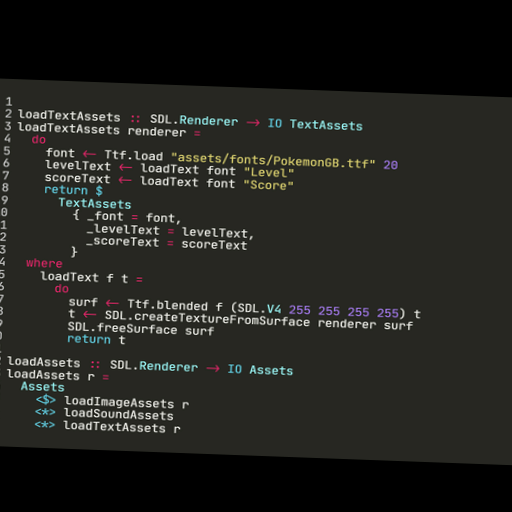 1
2 loadTextAssets :: SDL.Renderer -> IO TextAssets
3 loadTextAssets renderer =
4   do
5     font <- Ttf.load "assets/fonts/PokemonGB.ttf" 20
6     levelText <- loadText font "Level"
7     scoreText <- loadText font "Score"
8     return $
9       TextAssets
0         { _font = font,
1           _levelText = levelText,
2           _scoreText = scoreText
3         }
4   where
5     loadText f t =
6       do
7         surf <- Ttf.blended f (SDL.V4 255 255 255 255) t
8         t <- SDL.createTextureFromSurface renderer surf
9         SDL.freeSurface surf
0         return t
loadAssets :: SDL.Renderer -> IO Assets
loadAssets r =
  Assets
    <$> loadImageAssets r
    <*> loadSoundAssets
    <*> loadTextAssets r